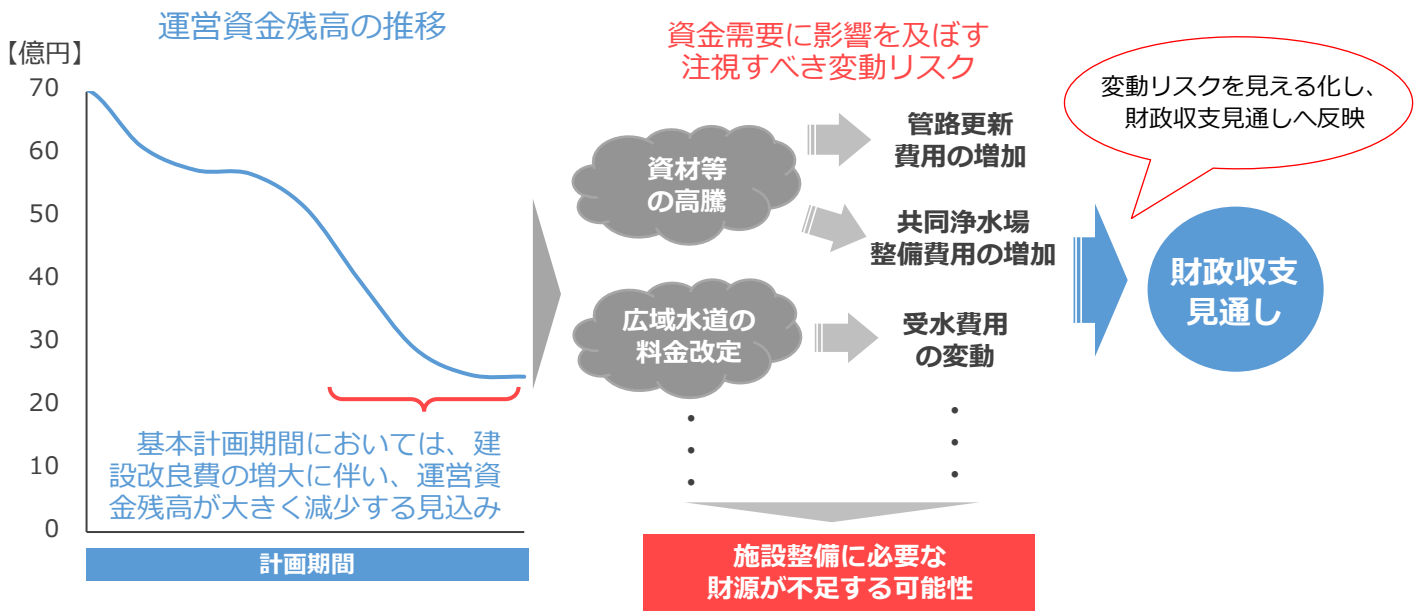 運営資金残高の推移
【億円】
70
60
50
40
30
20
10
0
基本計画期間においては、建
設改良費の増大に伴い、運営資
金残高が大きく減少する見込み
計画期間
資金需要に影響を及ぼす
注視すべき変動リスク
資材等
の高騰
管路更新
費用の増加
共同浄水場
整備費用の増加
広域水道の
料金改定
受水費用
の変動
・
・
・
・
・
・
施設整備に必要な
財源が不足する可能性
変動リスクを見える化し、
財政収支見通しへ反映
財政収支
見通し